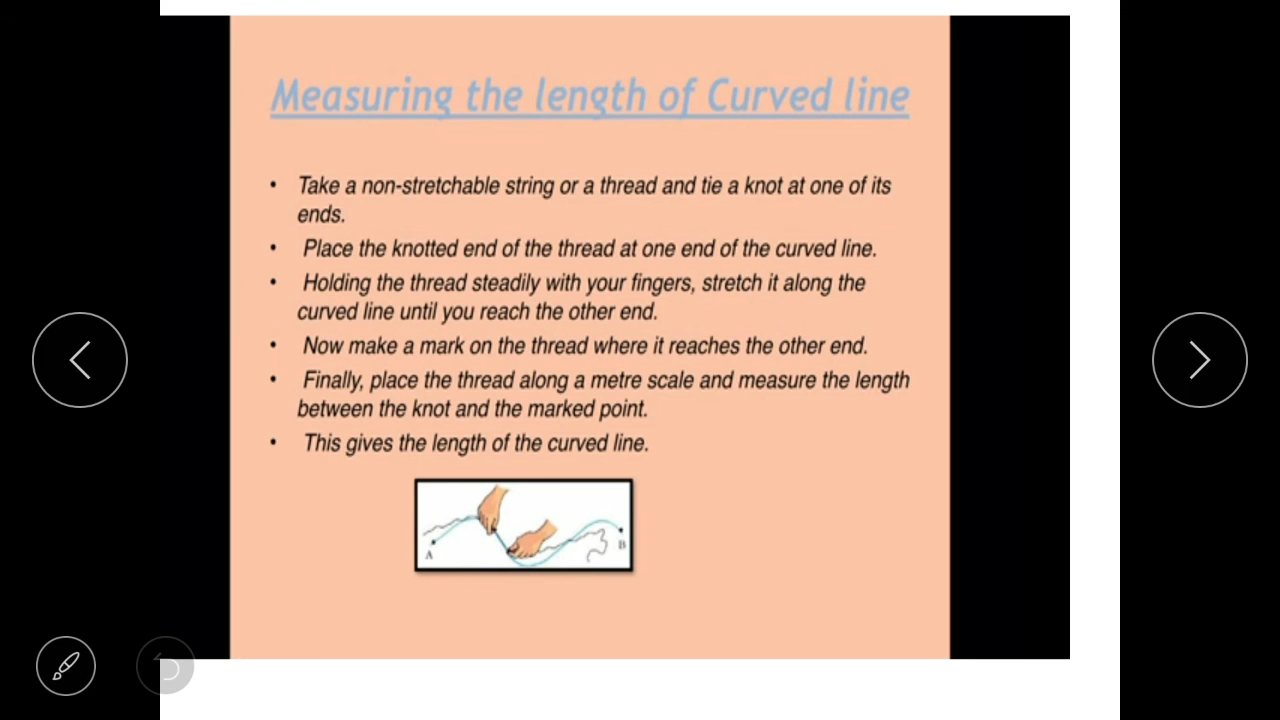 Measuring the length of Curved line
• Take a non-stretchable string or a thread and tie a knot at one of its
ends.
• Place the knotted end of the thread at one end of the curved line.
• Holding the thread steadily with your fingers, stretch it along the
curved line until you reach the other end.
• Now make a mark on the thread where it reaches the other end.
• Finally, place the thread along a metre scale and measure the length
between the knot and the marked point.
• This gives the length of the curved line.
A
B